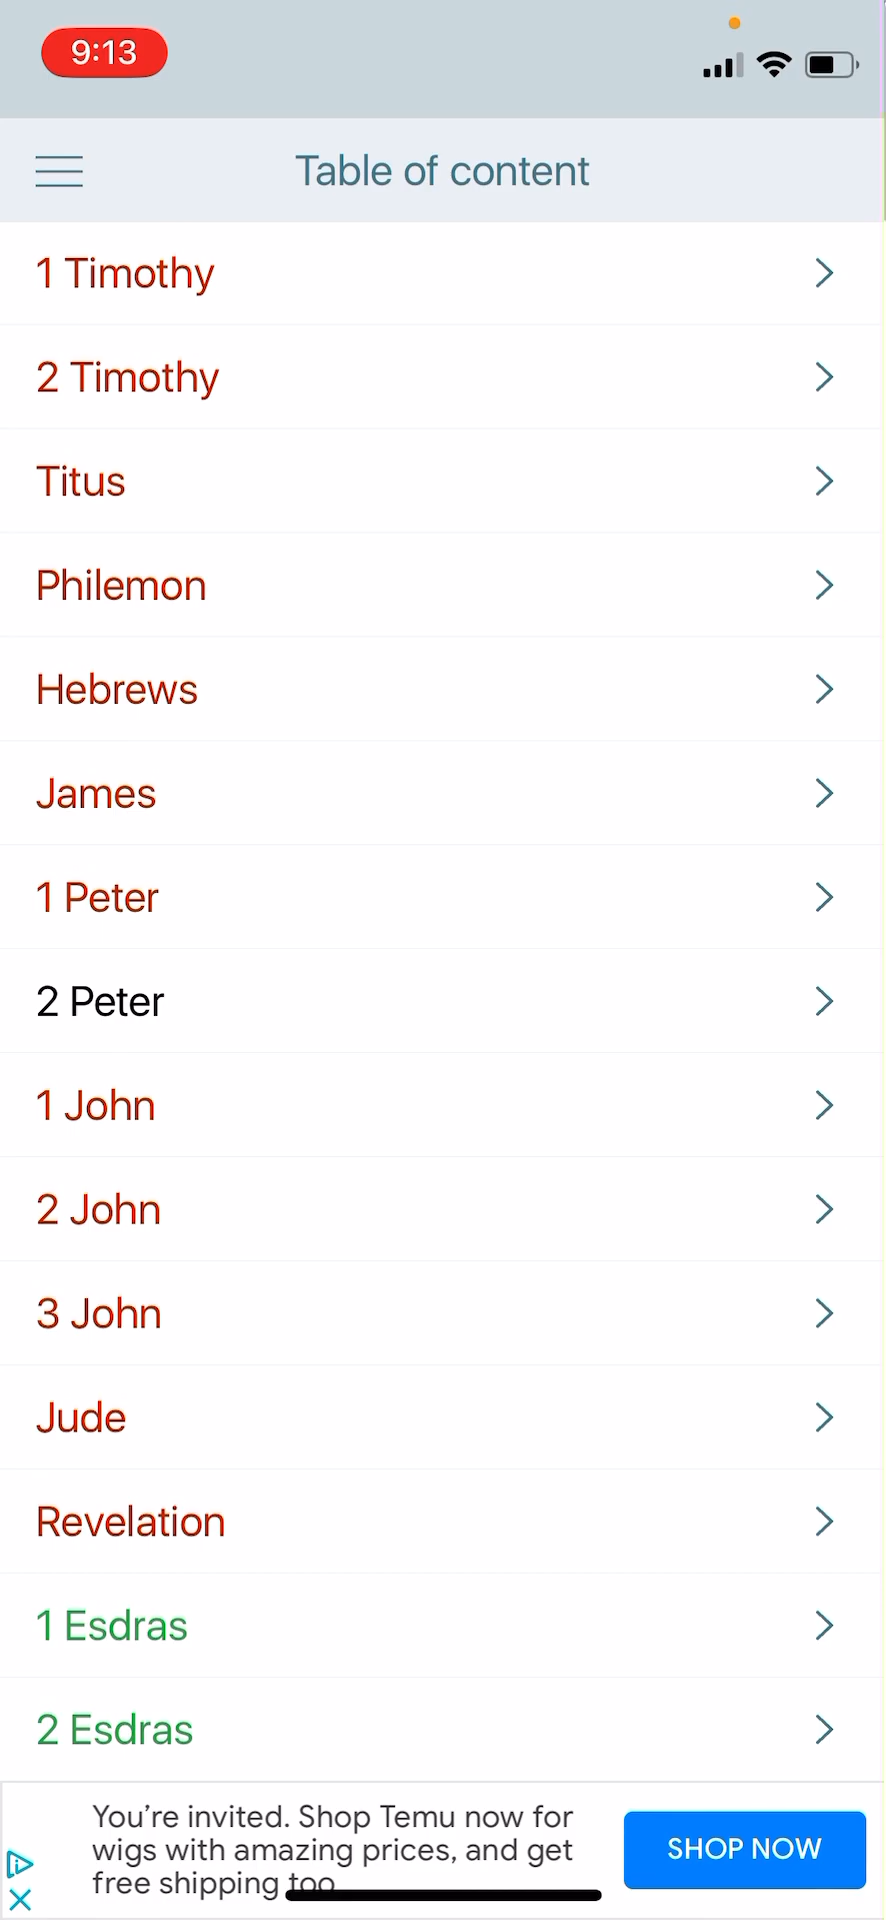 9:13
Table of content
1 Timothy
2 Timothy
Titus
Philemon
Hebrews
James
1 Peter
2 Peter
1 John
2 John
3 John
Jude
Revelation
1 Esdras
2 Esdras
You're invited. Shop Temu now for
wigs with amazing prices, and get
free shipping too
SHOP NOW